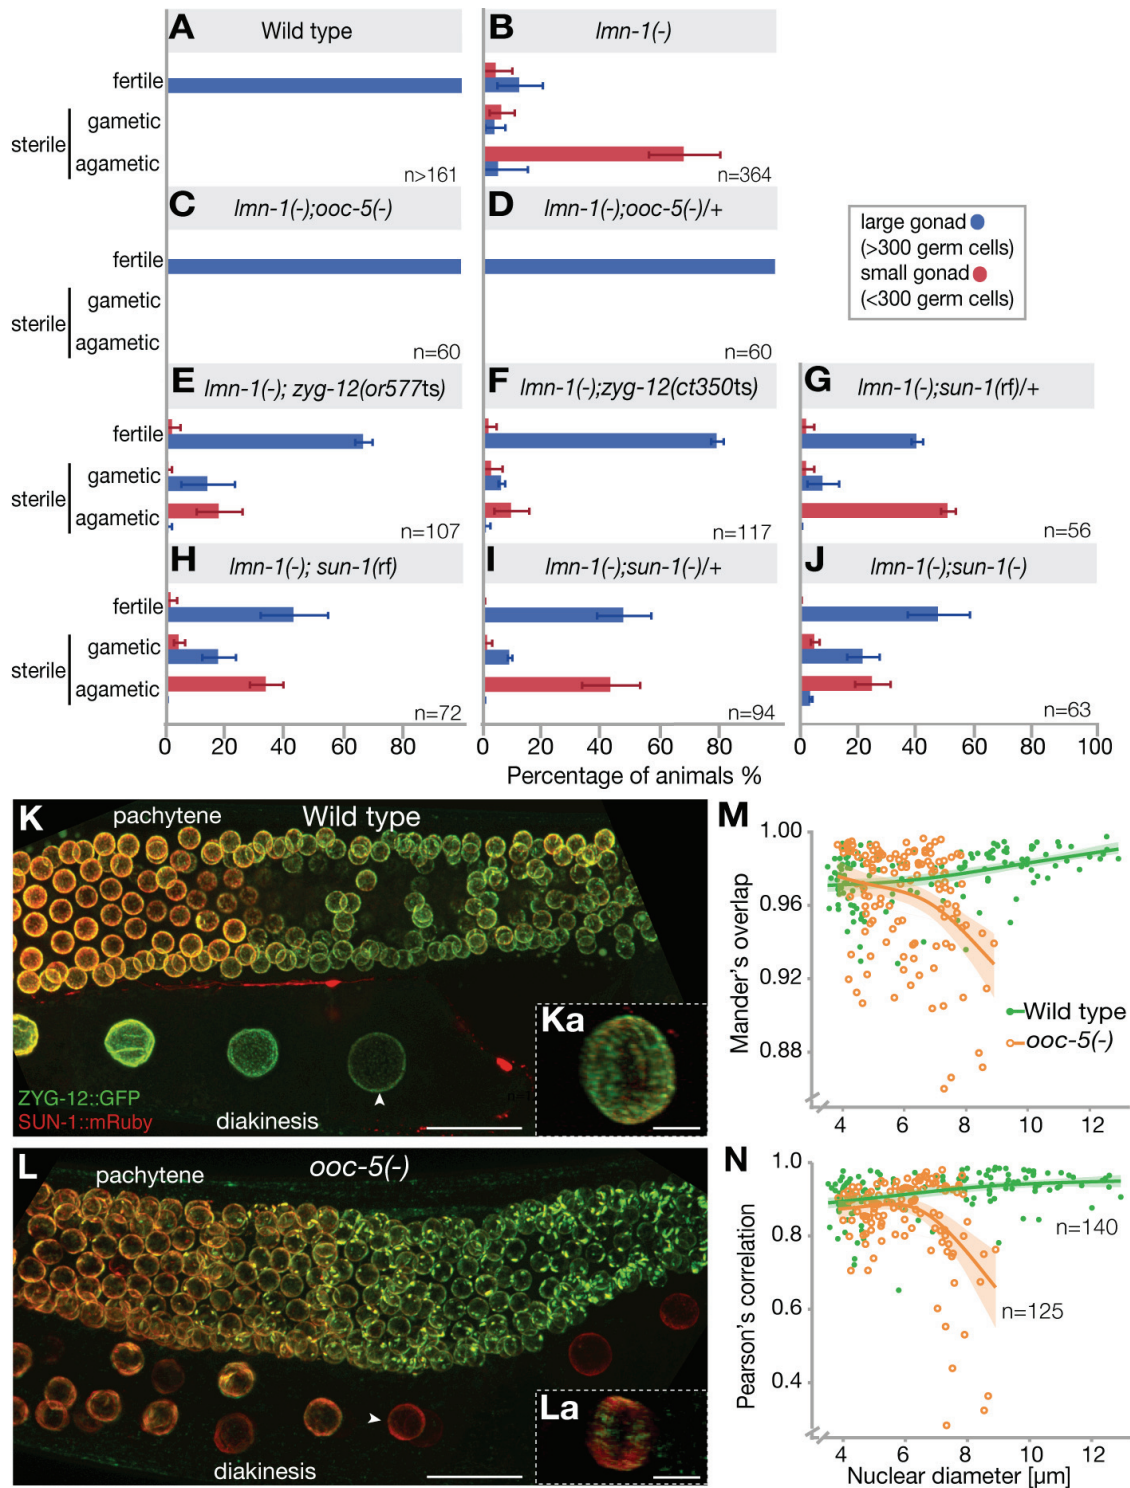 A Wild type
B lmn-1(-)
fertile
sterile
gametic
agametic
n>161
n=364
C lmn-1(-);ooc-5(-)
D lmn-1(-);ooc-5(-)/+
large gonad
(>300 germ cells)
small gonad
(<300 germ cells)
fertile
sterile
gametic
agametic
n=60
n=60
E lmn-1(-); zyg-12(or577ts)
F lmn-1(-);zyg-12(ct350ts)
G lmn-1(-);sun-1(rf)/+
fertile
sterile
gametic
agametic
n=107
n=117
n=56
H lmn-1(-); sun-1(rf)
I lmn-1(-);sun-1(-)/+
J lmn-1(-);sun-1(-)
fertile
sterile
gametic
agametic
n=72
n=94
n=63
0 20 40 60 80
0 20 40 60 80
0 20 40 60 80 100
Percentage of animals %
K pachytene Wild type
Ka
ZYG-12::GFP
SUN-1::mRuby
diakinesis
M
1.00
0.96
0.92
0.88
Mander's overlap
Wild type
ooc-5(-)
4 6 8 10 12
L pachytene ooc-5(-)
La
diakinesis
N
1.0
0.8
0.6
0.4
Pearson's correlation
n=140
n=125
4 6 8 10 12
Nuclear diameter [µm]